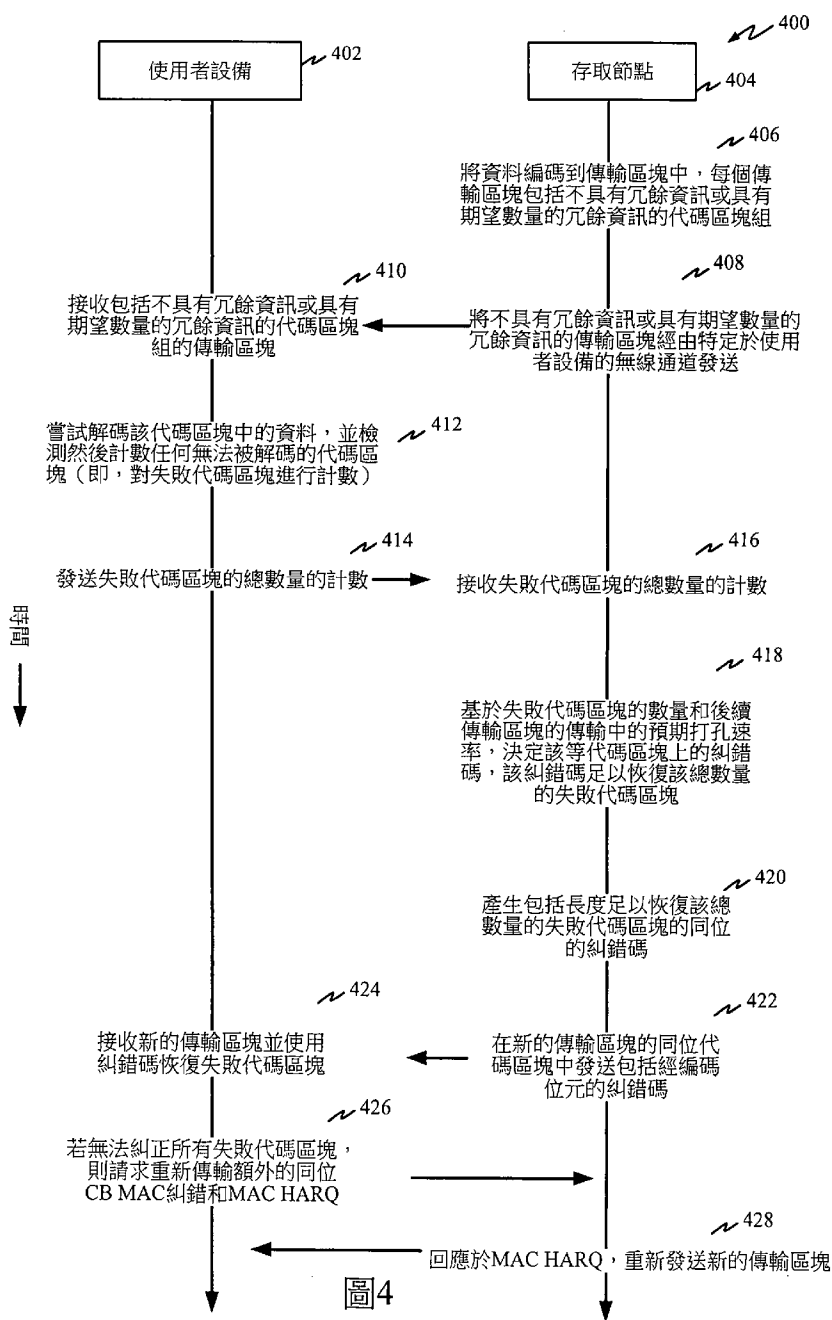 400
使用者設備
402
存取節點
404
406
將資料編碼到傳輸區塊中，每個傳
輸區塊包括不具有冗餘資訊或具有
期望數量的冗餘資訊的代碼區塊組
408
將不具有冗餘資訊或具有期望數量的
冗餘資訊的傳輸區塊經由特定於使用
者設備的無線通道發送
410
接收包括不具有冗餘資訊或具有
期望數量的冗餘資訊的代碼區塊
組的傳輸區塊
412
嘗試解碼該代碼區塊中的資料，並檢
測然後計數任何無法被解碼的代碼區
塊（即，對失敗代碼區塊進行計數）
414
發送失敗代碼區塊的總數量的計數
416
接收失敗代碼區塊的總數量的計數
時間
418
基於失敗代碼區塊的數量和後續
傳輸區塊的傳輸中的預期打孔速
率，決定該等代碼區塊上的糾錯
碼，該糾錯碼足以恢復該總數量
的失敗代碼區塊
420
產生包括長度足以恢復該總
數量的失敗代碼區塊的同位
的糾錯碼
422
在新的傳輸區塊的同位代
碼區塊中發送包括經編碼
位元的糾錯碼
424
接收新的傳輸區塊並使用
糾錯碼恢復失敗代碼區塊
426
若無法糾正所有失敗代碼區塊，
則請求重新傳輸額外的同位
CB MAC糾錯和MAC HARQ
428
回應於MAC HARQ，重新發送新的傳輸區塊
圖4